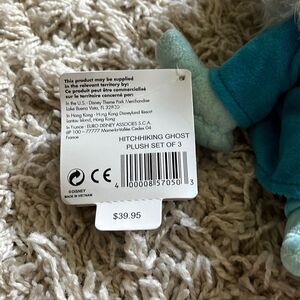 This product may be supplied
in the relevant territory by:
Ce produit peut être commercialisé
sur le territoire concerné par:
In the U.S. - Disney Theme Park Merchandise
Lake Buena Vista, FL 32830
In Hong Kong - Hong Kong Disneyland Resort
Lantau Island, Hong Kong
In France - EURO DISNEY ASSOCIES S.C.A.
BP 100 - 77777 Marne-la-Vallée Cedex 04
France
HITCHHIKING GHOST
PLUSH SET OF 3
4 00008 57050 3
CE
©DISNEY
MADE IN VIETNAM
$39.95